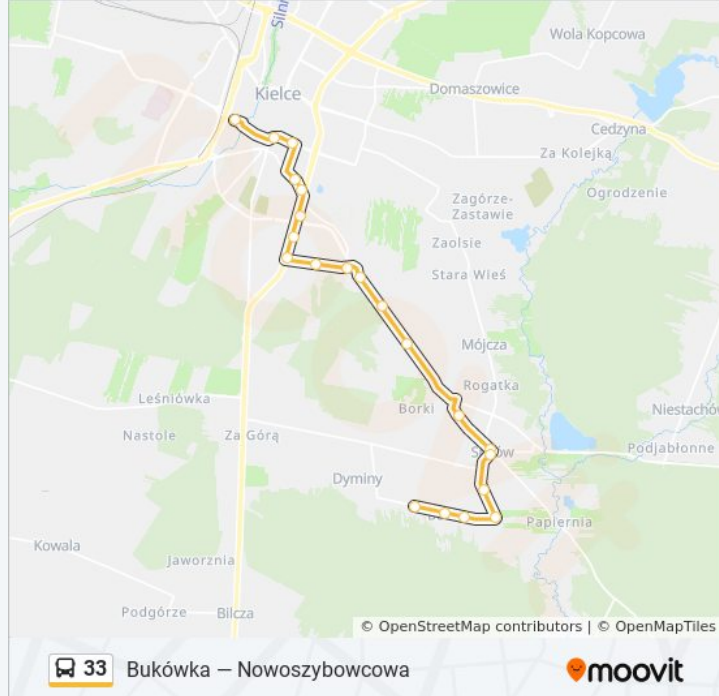 Silni
Wola Kopcowa
Kielce
Domaszowice
Cedzyna
Za Kolejką
Ogrodzenie
Zagórze-
Zastawie
Zaolsie
Stara Wieś
Mójcza
Rogatka
Leśniówka
Borki
Niestachów
Nastole
Za Górą
Podjabłonne
Dyminy
Papiernia
Kowala
Jaworznia
Podgórze
Bilcza
© OpenStreetMap contributors | © OpenMapTiles
33 Bukówka — Nowoszybowcowa
moovit